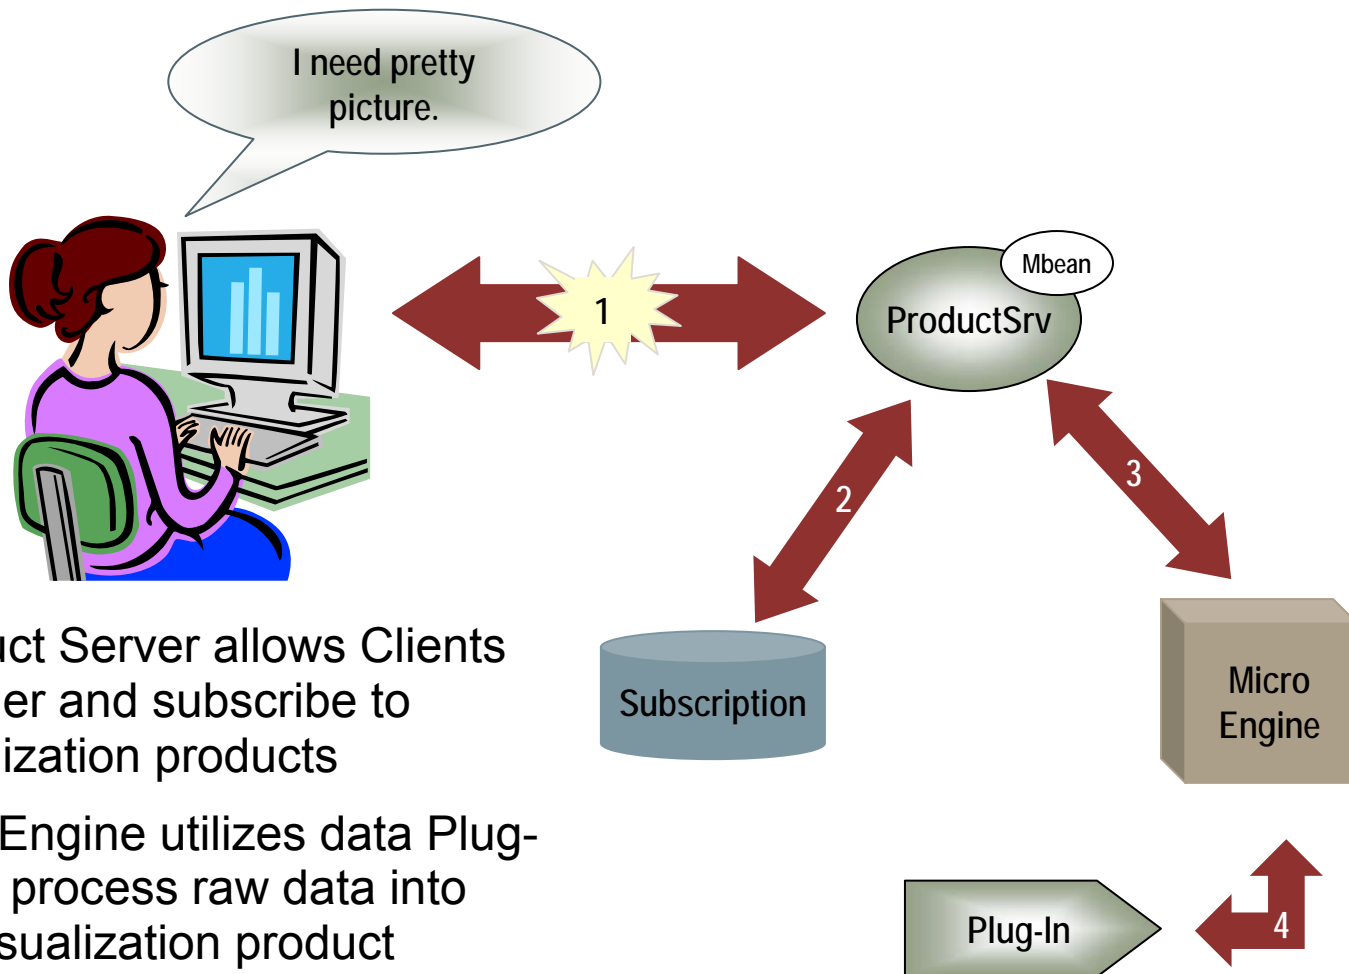 I need pretty
picture.
Mbean
ProductSrv
1
2
3
Subscription
Micro
Engine
Plug-In
4
uct Server allows Clients
er and subscribe to
ization products
Engine utilizes data Plug-
process raw data into
sualization product